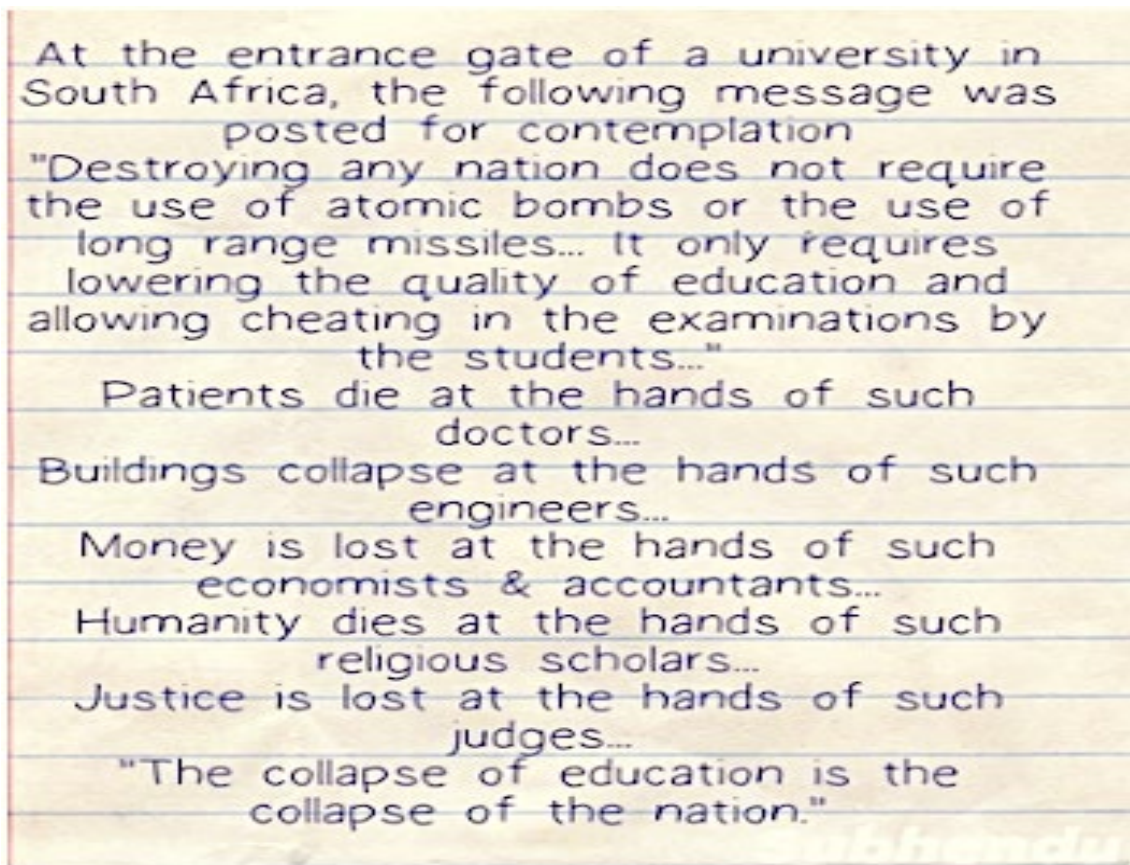 At the entrance gate of a university in
South Africa, the following message was
posted for contemplation
"Destroying any nation does not require
the use of atomic bombs or the use of
long range missiles... It only requires
lowering the quality of education and
allowing cheating in the examinations by
the students..."
Patients die at the hands of such
doctors...
Buildings collapse at the hands of such
engineers...
Money is lost at the hands of such
economists & accountants...
Humanity dies at the hands of such
religious scholars...
Justice is lost at the hands of such
judges...
"The collapse of education is the
collapse of the nation."
Subhendu